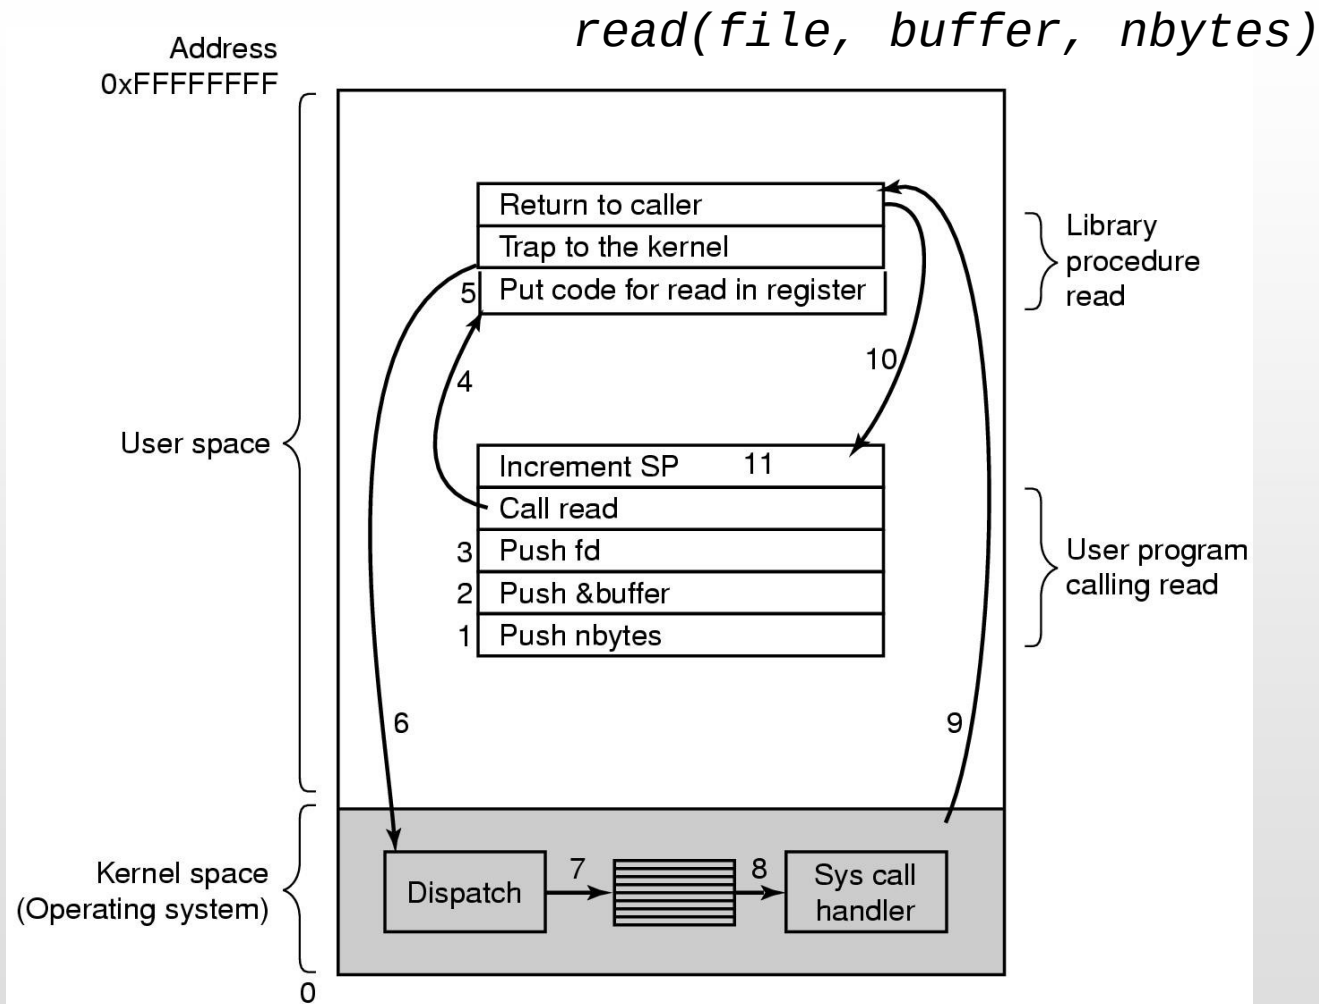 read(file, buffer, nbytes)
Address
0xFFFFFFFF
Return to caller
Trap to the kernel
5 Put code for read in register
Library
procedure
read
4
10
User space
Increment SP 11
Call read
3 Push fd
2 Push &buffer
1 Push nbytes
User program
calling read
6
9
Kernel space
(Operating system)
Dispatch
7
8
Sys call
handler
0